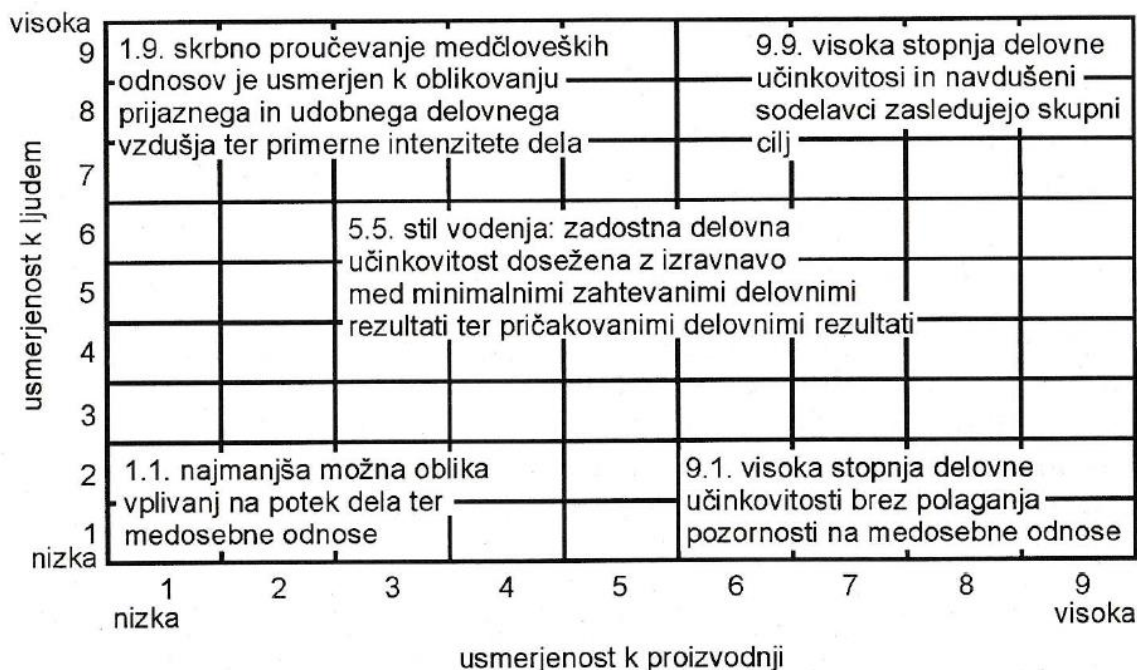 visoka
9
8
7
6
5
4
3
2
1
nizka
usmerjenost k ljudem
1.9. skrbno proučevanje medčloveških
odnosov je usmerjen k oblikovanju
prijaznega in udobnega delovnega
vzdušja ter primerne intenzitete dela
9.9. visoka stopnja delovne
učinkovitosi in navdušeni
sodelavci zasledujejo skupni
cilj
5.5. stil vodenja: zadostna delovna
učinkovitost dosežena z izravnavo
med minimalnimi zahtevanimi delovnimi
rezultati ter pričakovanimi delovnimi rezultati
1.1. najmanjša možna oblika
vplivanj na potek dela ter
medosebne odnose
9.1. visoka stopnja delovne
učinkovitosti brez polaganja
pozornosti na medosebne odnose
1 2 3 4 5 6 7 8 9
nizka visoka
usmerjenost k proizvodnji